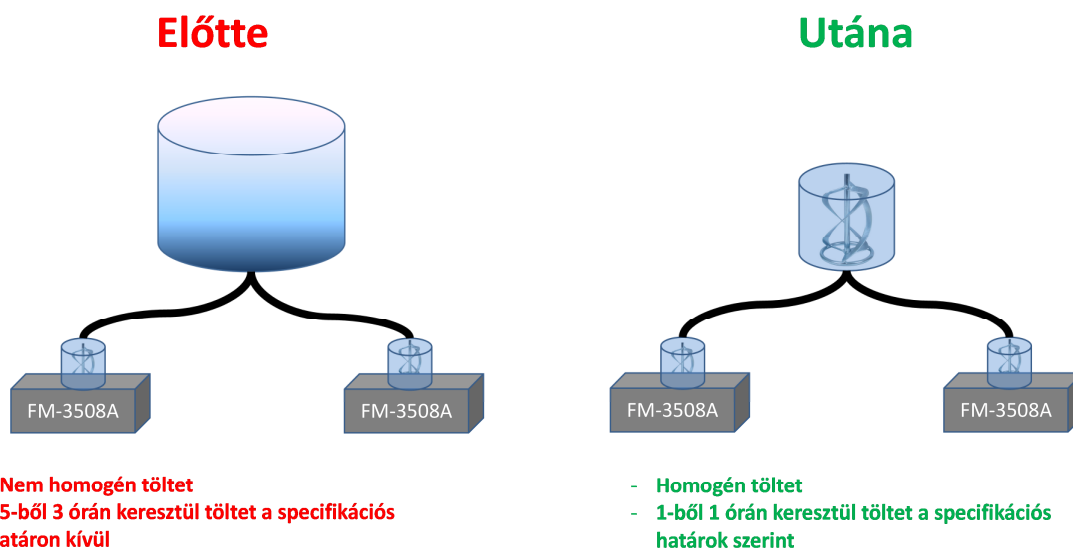 Előtte
Utána
FM-3508A
FM-3508A
FM-3508A
FM-3508A
Nem homogén töltet
5-ből 3 órán keresztül töltet a specifikációs
atáron kívül
- Homogén töltet
- 1-ből 1 órán keresztül töltet a specifikációs
határok szerint